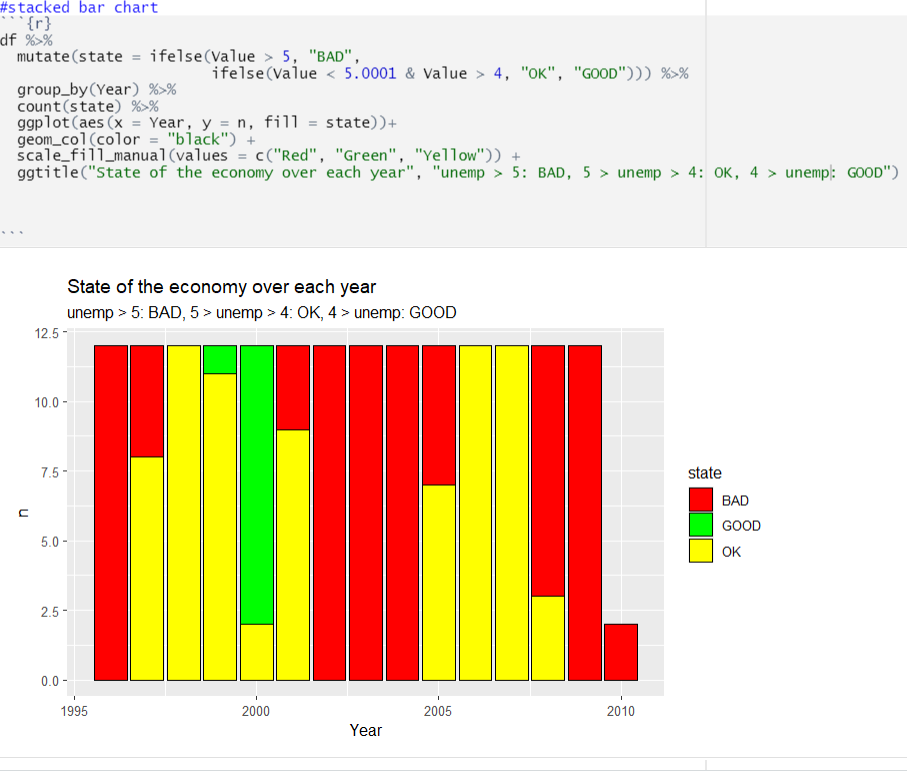 #stacked bar chart
```{r}
df %>%
  mutate(state = ifelse(Value > 5, "BAD",
                        ifelse(Value < 5.0001 & Value > 4, "OK", "GOOD"))) %>%
  group_by(Year) %>%
  count(state) %>%
  ggplot(aes(x = Year, y = n, fill = state))+
  geom_col(color = "black") +
  scale_fill_manual(values = c("Red", "Green", "Yellow")) +
  ggtitle("State of the economy over each year", "unemp > 5: BAD, 5 > unemp > 4: OK, 4 > unemp: GOOD")
```
State of the economy over each year
unemp > 5: BAD, 5 > unemp > 4: OK, 4 > unemp: GOOD
12.5
10.0
7.5
5.0
2.5
0.0
n
1995 2000 2005 2010
Year
state
BAD
GOOD
OK